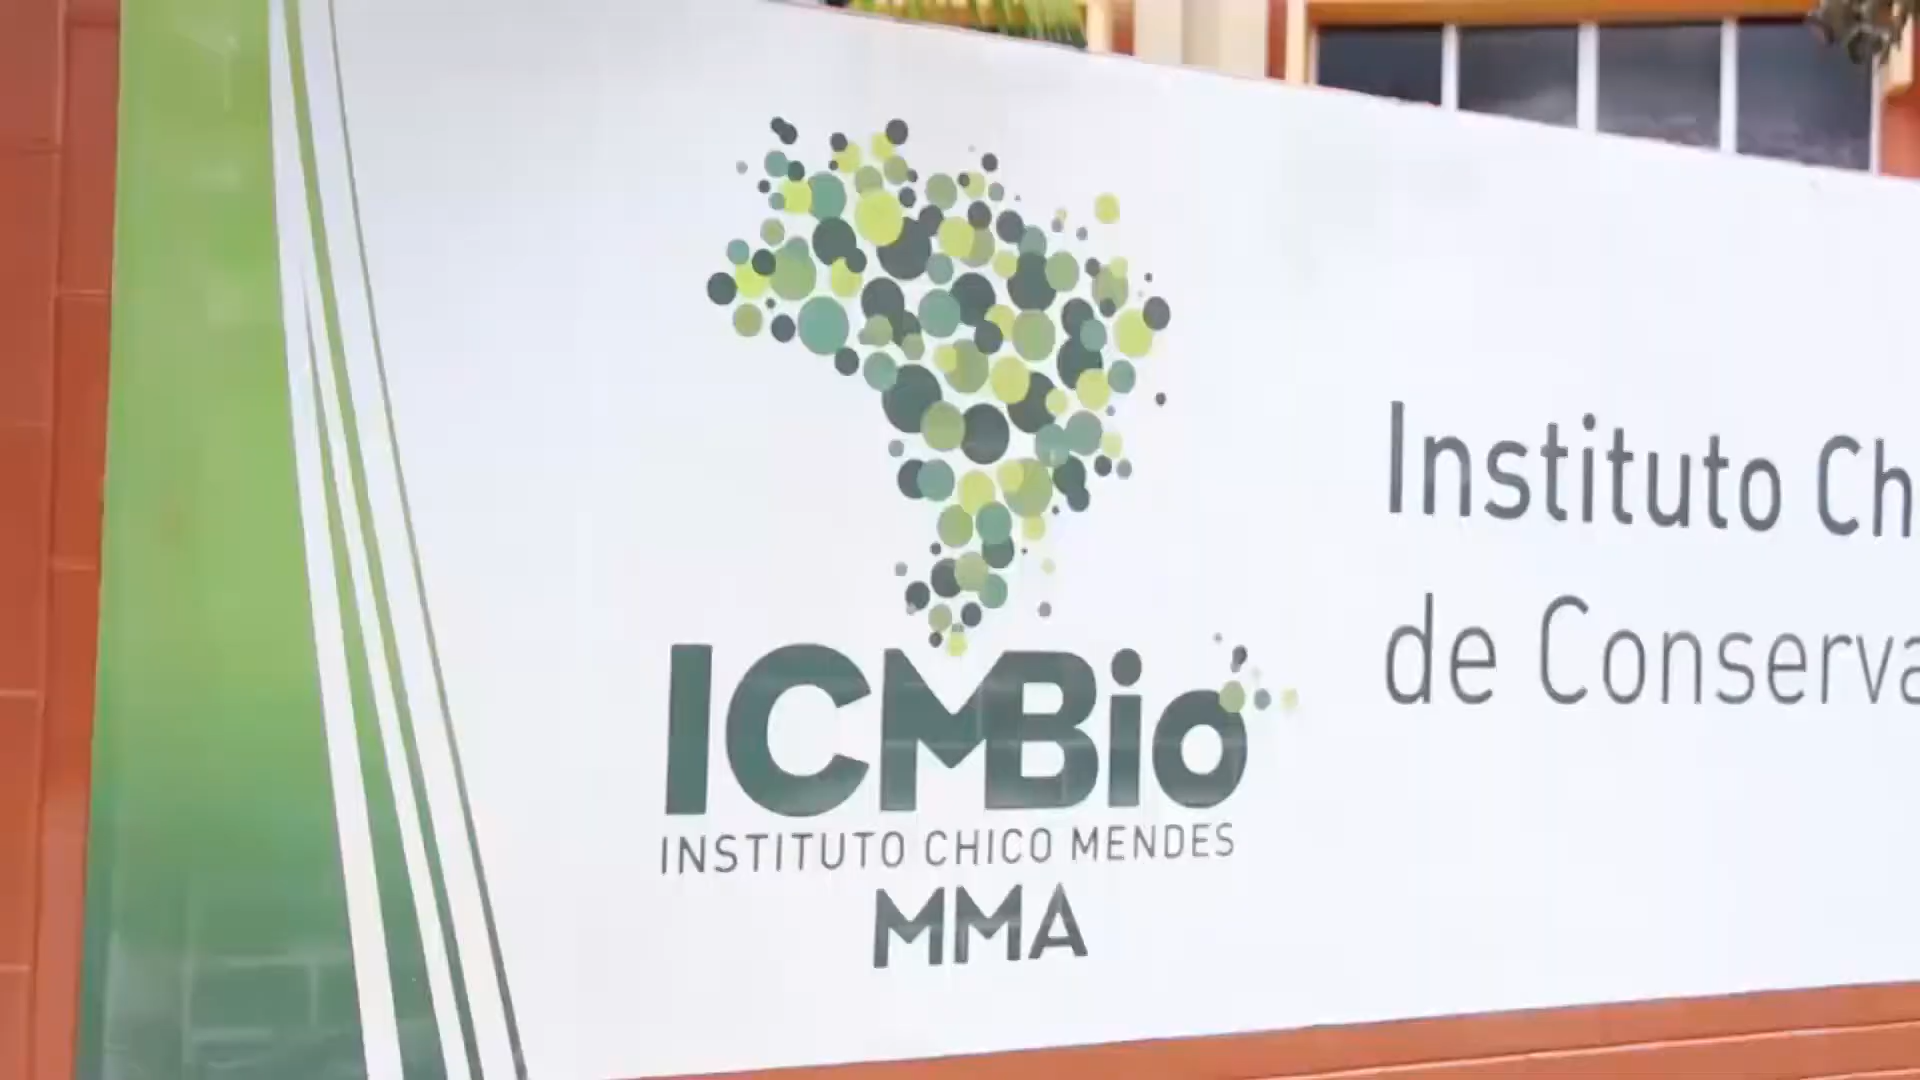 ICMBio
INSTITUTO CHICO MENDES
MMA
Instituto Ch
de Conserva